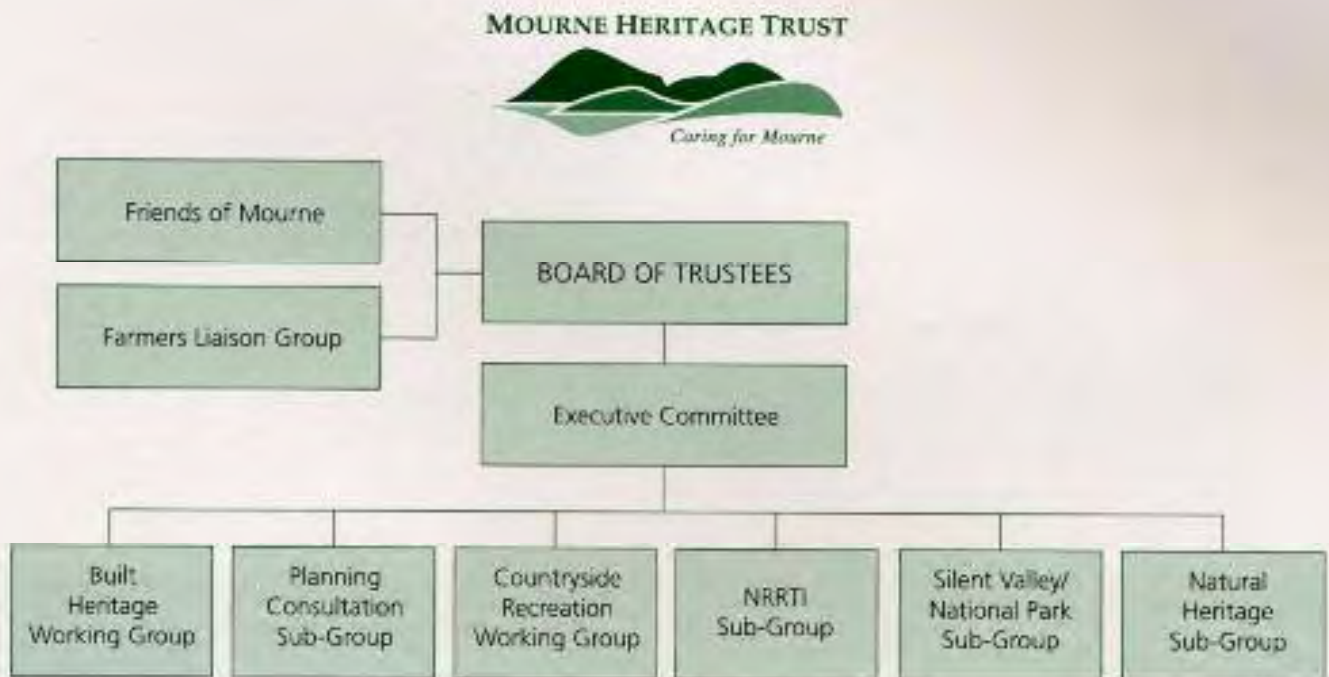 MOURNE HERITAGE TRUST
Caring for Mourne
Friends of Mourne
BOARD OF TRUSTEES
Farmers Liaison Group
Executive Committee
Built
Heritage
Working Group
Planning
Consultation
Sub-Group
Countryside
Recreation
Working Group
NRRTI
Sub-Group
Silent Valley/
National Park
Sub-Group
Natural
Heritage
Sub-Group